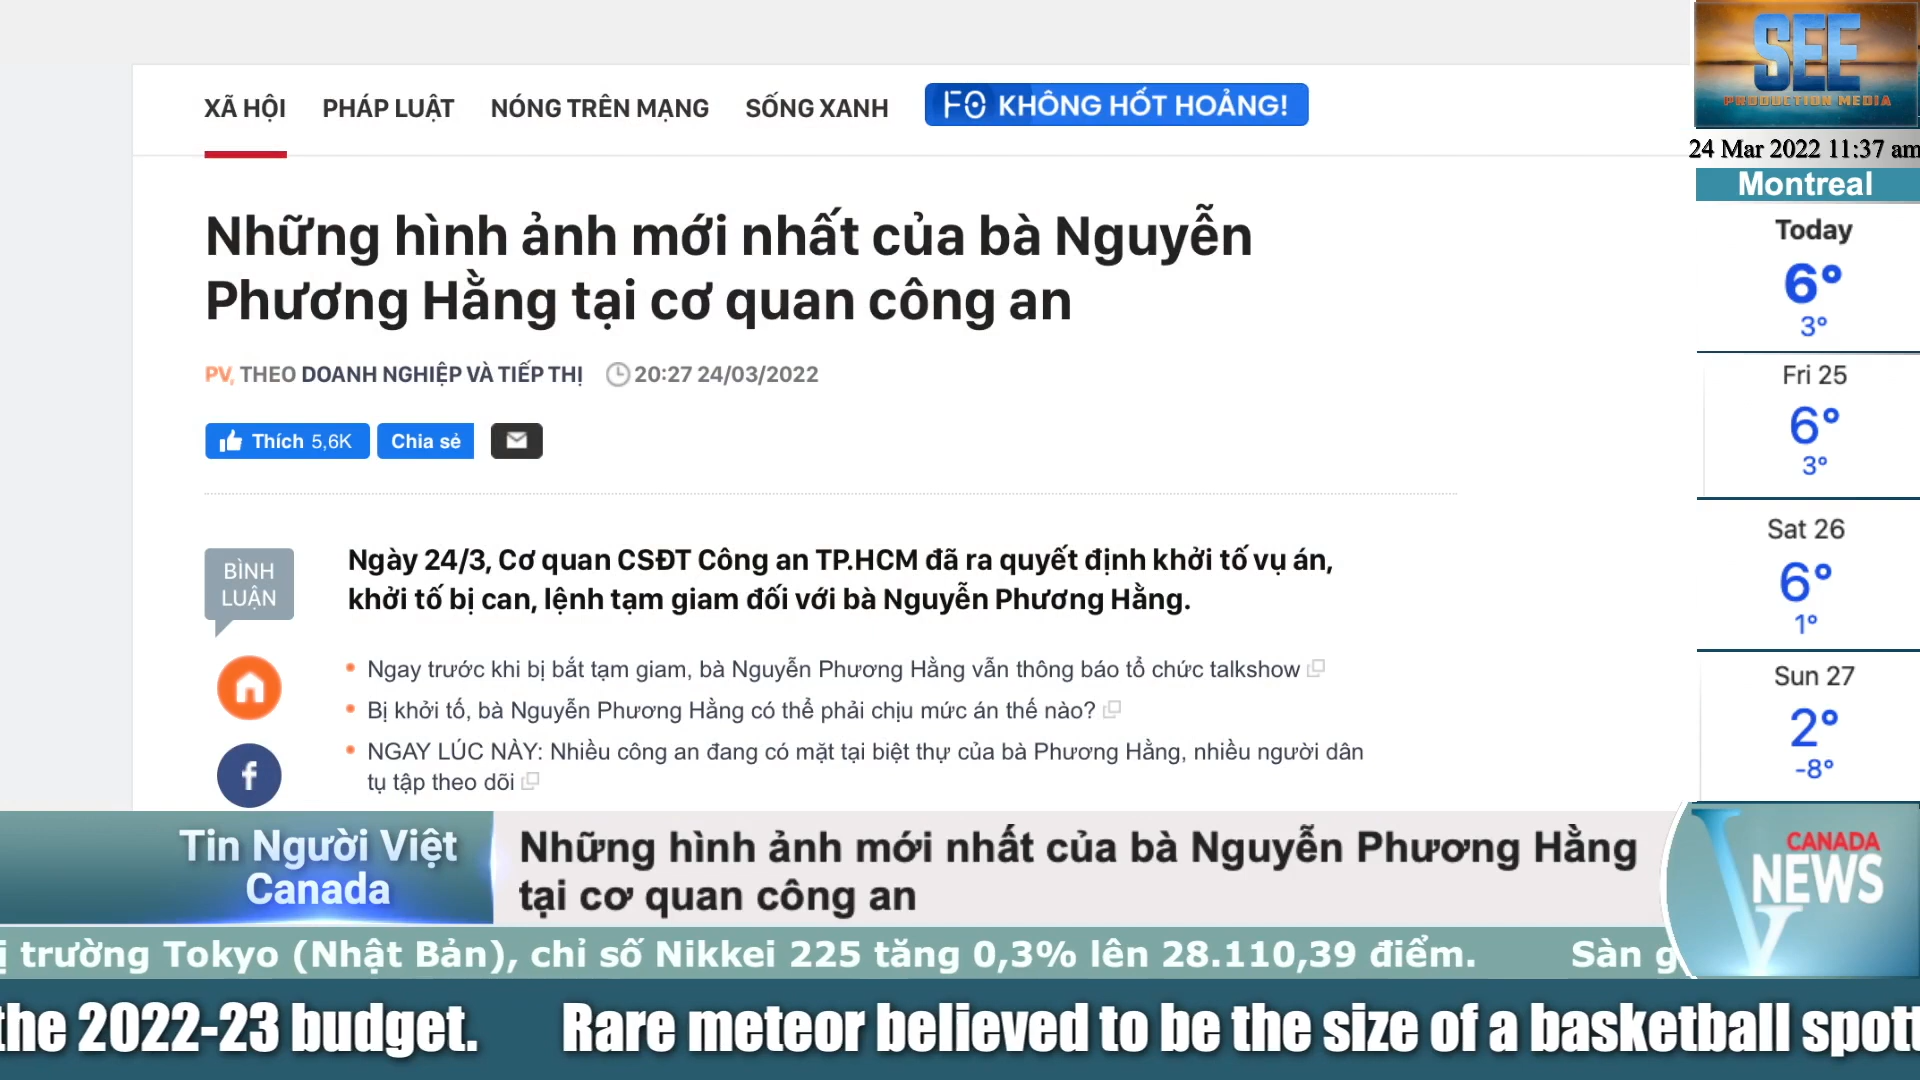 XÃ HỘI PHÁP LUẬT NÓNG TRÊN MẠNG SỐNG XANH F0 KHÔNG HỐT HOẢNG!
Những hình ảnh mới nhất của bà Nguyễn
Phương Hằng tại cơ quan công an
PV, THEO DOANH NGHIỆP VÀ TIẾP THỊ 20:27 24/03/2022
Thích 5,6K Chia sẻ
BÌNH
LUẬN
Ngày 24/3, Cơ quan CSĐT Công an TP.HCM đã ra quyết định khởi tố vụ án,
khởi tố bị can, lệnh tạm giam đối với bà Nguyễn Phương Hằng.
Ngay trước khi bị bắt tạm giam, bà Nguyễn Phương Hằng vẫn thông báo tổ chức talkshow
Bị khởi tố, bà Nguyễn Phương Hằng có thể phải chịu mức án thế nào?
NGAY LÚC NÀY: Nhiều công an đang có mặt tại biệt thự của bà Phương Hằng, nhiều người dân
tụ tập theo dõi
f
SEE
PRODUCTION MEDIA
24 Mar 2022 11:37 am
Montreal
Today
6°
3°
Fri 25
6°
3°
Sat 26
6°
1°
Sun 27
2°
-8°
Tin Người Việt
Canada
Những hình ảnh mới nhất của bà Nguyễn Phương Hằng
tại cơ quan công an
V
CANADA
NEWS
trường Tokyo (Nhật Bản), chỉ số Nikkei 225 tăng 0,3% lên 28.110,39 điểm. Sàn
the 2022-23 budget. Rare meteor believed to be the size of a basketball